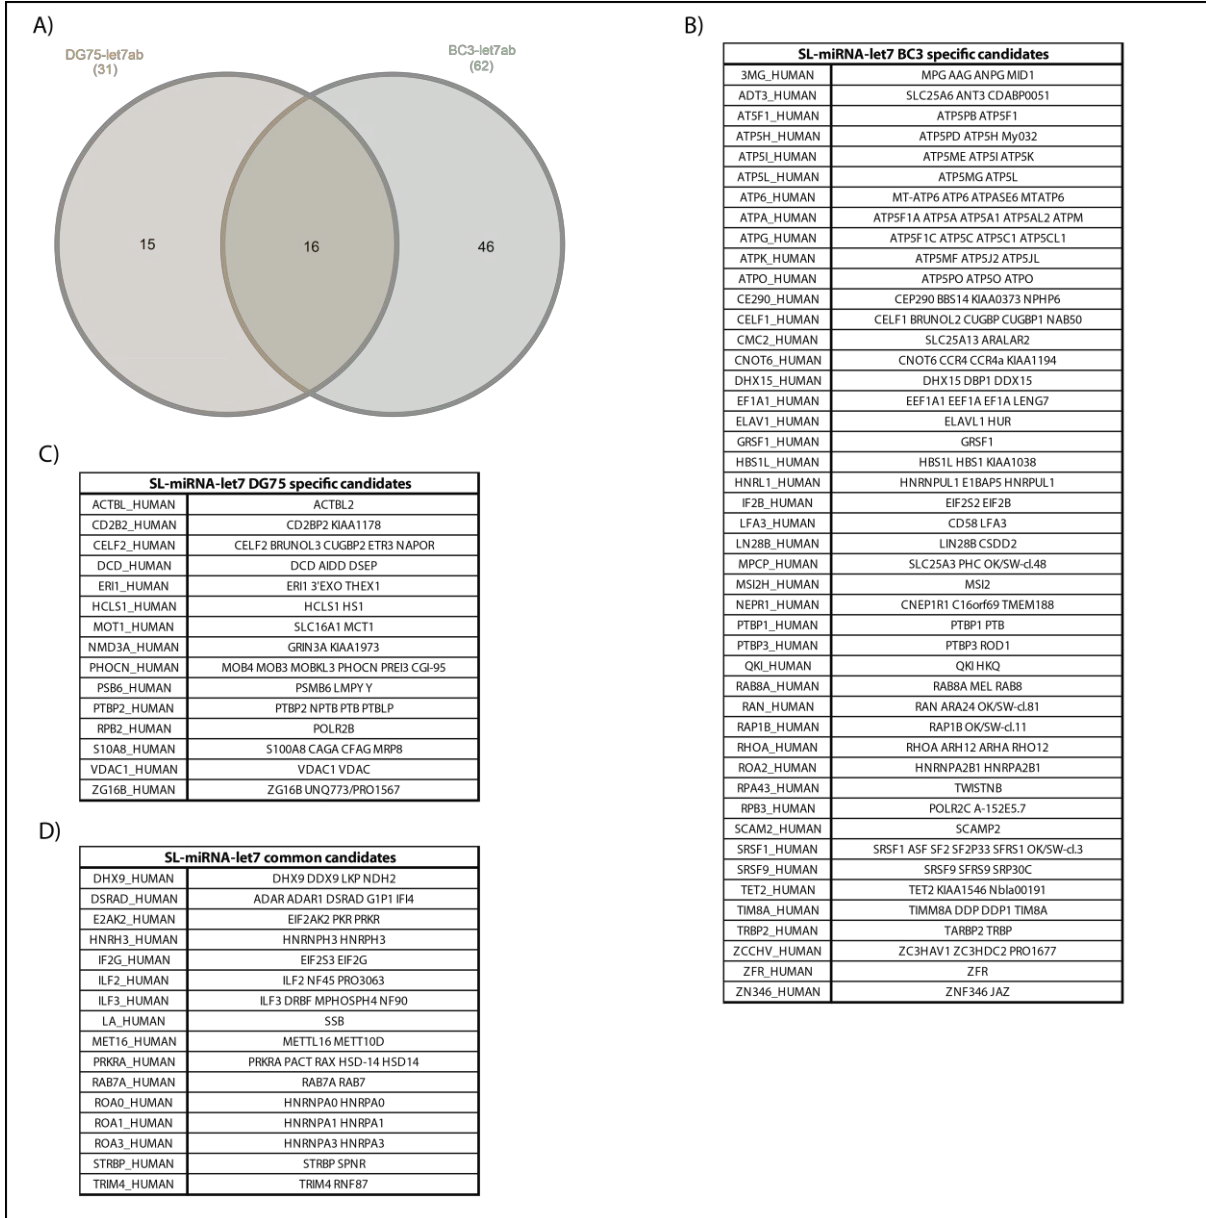 A)
DG75-let7ab
(31)
BC3-let7ab
(62)
15
16
46
B)
SL-miRNA-let7 BC3 specific candidates
3MG_HUMAN MPG AAG ANPG MID1
ADT3_HUMAN SLC25A6 ANT3 CDABP0051
AT5F1_HUMAN ATP5PB ATP5F1
ATP5H_HUMAN ATP5PD ATP5H My032
ATP5I_HUMAN ATP5ME ATP5I ATP5K
ATP5L_HUMAN ATP5MG ATP5L
ATP6_HUMAN MT-ATP6 ATP6 ATPASE6 MTATP6
ATPA_HUMAN ATP5F1A ATP5A ATP5A1 ATP5AL2 ATPM
ATPG_HUMAN ATP5F1C ATP5C ATP5C1 ATP5CL1
ATPK_HUMAN ATP5MF ATP5J2 ATP5JL
ATPO_HUMAN ATP5PO ATP5O ATPO
CE290_HUMAN CEP290 BBS14 KIAA0373 NPHP6
CELF1_HUMAN CELF1 BRUNOL2 CUGBP CUGBP1 NAB50
CMC2_HUMAN SLC25A13 ARALAR2
CNOT6_HUMAN CNOT6 CCR4 CCR4a KIAA1194
DHX15_HUMAN DHX15 DBP1 DDX15
EF1A1_HUMAN EEF1A1 EEF1A EF1A LENG7
ELAV1_HUMAN ELAVL1 HUR
GRSF1_HUMAN GRSF1
HBS1L_HUMAN HBS1L HBS1 KIAA1038
HNRL1_HUMAN HNRNPUL1 E1BAP5 HNRPUL1
IF2B_HUMAN EIF2S2 EIF2B
LFA3_HUMAN CD58 LFA3
LN28B_HUMAN LIN28B CSDD2
MPCP_HUMAN SLC25A3 PHC OK/SW-cl.48
MSI2H_HUMAN MSI2
NEPR1_HUMAN CNEP1R1 C16orf69 TMEM188
PTBP1_HUMAN PTBP1 PTB
PTBP3_HUMAN PTBP3 ROD1
QKI_HUMAN QKI HKQ
RAB8A_HUMAN RAB8A MEL RAB8
RAN_HUMAN RAN ARA24 OK/SW-cl.81
RAP1B_HUMAN RAP1B OK/SW-cl.11
RHOA_HUMAN RHOA ARH12 ARHA RHO12
ROA2_HUMAN HNRNPA2B1 HNRPA2B1
RPA43_HUMAN TWISTNB
RPB3_HUMAN POLR2C A-152E5.7
SCAM2_HUMAN SCAMP2
SRSF1_HUMAN SRSF1 ASF SF2 SF2P33 SFRS1 OK/SW-cl.3
SRSF9_HUMAN SRSF9 SFRS9 SRP30C
TET2_HUMAN TET2 KIAA1546 Nbla00191
TIM8A_HUMAN TIMM8A DDP DDP1 TIM8A
TRBP2_HUMAN TARBP2 TRBP
ZCCHV_HUMAN ZC3HAV1 ZC3HDC2 PRO1677
ZFR_HUMAN ZFR
ZN346_HUMAN ZNF346 JAZ
C)
SL-miRNA-let7 DG75 specific candidates
ACTBL_HUMAN ACTBL2
CD2B2_HUMAN CD2BP2 KIAA1178
CELF2_HUMAN CELF2 BRUNOL3 CUGBP2 ETR3 NAPOR
DCD_HUMAN DCD AIDD DSEP
ERI1_HUMAN ERI1 3'EXO THEX1
HCLS1_HUMAN HCLS1 HS1
MOT1_HUMAN SLC16A1 MCT1
NMD3A_HUMAN GRIN3A KIAA1973
PHOCN_HUMAN MOB4 MOB3 MOBKL3 PHOCN PREI3 CGI-95
PSB6_HUMAN PSMB6 LMPY Y
PTBP2_HUMAN PTBP2 NPTB PTB PTBLP
RPB2_HUMAN POLR2B
S10A8_HUMAN S100A8 CAGA CFAG MRP8
VDAC1_HUMAN VDAC1 VDAC
ZG16B_HUMAN ZG16B UNQ773/PRO1567
D)
SL-miRNA-let7 common candidates
DHX9_HUMAN DHX9 DDX9 LKP NDH2
DSRAD_HUMAN ADAR ADAR1 DSRAD G1P1 IFI4
E2AK2_HUMAN EIF2AK2 PKR PRKR
HNRH3_HUMAN HNRNPH3 HNRPH3
IF2G_HUMAN EIF2S3 EIF2G
ILF2_HUMAN ILF2 NF45 PRO3063
ILF3_HUMAN ILF3 DRBF MPHOSPH4 NF90
LA_HUMAN SSB
MET16_HUMAN METTL16 METT10D
PRKRA_HUMAN PRKRA PACT RAX HSD-14 HSD14
RAB7A_HUMAN RAB7A RAB7
ROA0_HUMAN HNRNPA0 HNRPA0
ROA1_HUMAN HNRNPA1 HNRPA1
ROA3_HUMAN HNRNPA3 HNRPA3
STRBP_HUMAN STRBP SPNR
TRIM4_HUMAN TRIM4 RNF87